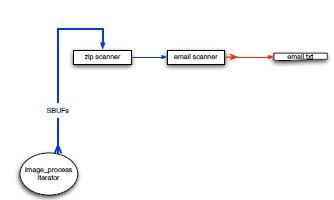 zip scanner
email scanner
email.txt
SBUFs
image_process
iterator